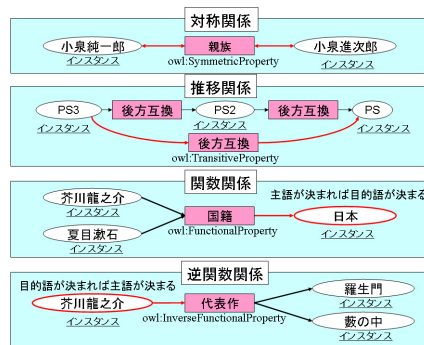 対称関係
小泉純一郎 親族 小泉進次郎
インスタンス インスタンス
owl:SymmetricProperty
推移関係
PS3 後方互換 PS2 後方互換 PS
インスタンス インスタンス インスタンス
後方互換
owl:TransitiveProperty
関数関係
主語が決まれば目的語が決まる
芥川龍之介
インスタンス
国籍 日本
夏目漱石
owl:FunctionalProperty
インスタンス
インスタンス
逆関数関係
目的語が決まれば主語が決まる
羅生門
芥川龍之介 代表作
インスタンス
インスタンス
owl:InverseFunctionalProperty
藪の中
インスタンス